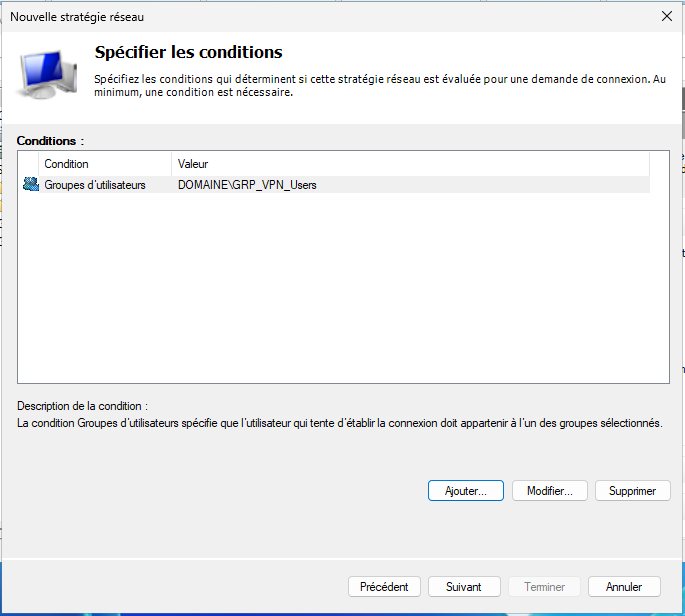 Nouvelle stratégie réseau
Spécifier les conditions
Spécifiez les conditions qui déterminent si cette stratégie réseau est évaluée pour une demande de connexion. Au
minimum, une condition est nécessaire.
Conditions :
Condition Valeur
Groupes d'utilisateurs DOMAINE\GRP_VPN_Users
Description de la condition :
La condition Groupes d'utilisateurs spécifie que l'utilisateur qui tente d'établir la connexion doit appartenir à l'un des groupes sélectionnés.
Ajouter... Modifier... Supprimer
Précédent Suivant Terminer Annuler